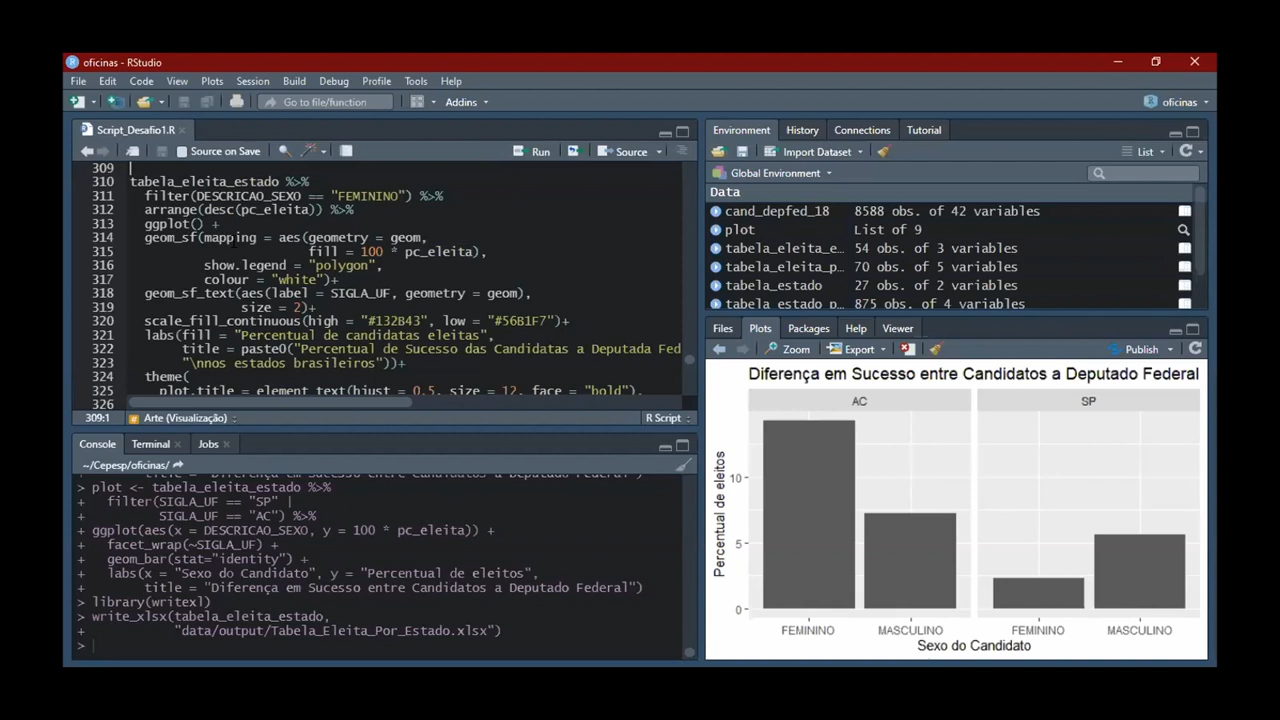 oficinas - RStudio
File Edit Code View Plots Session Build Debug Profile Tools Help
Go to file/function Addins oficinas
Script_Desafio1.R
Source on Save Run Source
309
310 tabela_eleita_estado %>%
311 filter(DESCRICAO_SEXO == "FEMININO") %>%
312 arrange(desc(pc_eleita)) %>%
313 ggplot() +
314 geom_sf(mapping = aes(geometry = geom,
315 fill = 100 * pc_eleita),
316 show.legend = "polygon",
317 colour = "white")+
318 geom_sf_text(aes(label = SIGLA_UF, geometry = geom),
319 size = 2)+
320 scale_fill_continuous(high = "#132B43", low = "#56B1F7")+
321 labs(fill = "Percentual de candidatas eleitas",
322 title = paste0("Percentual de Sucesso das Candidatas a Deputada Fed
323 "\nnos estados brasileiros"))+
324 theme(
325 plot.title = element_text(hjust = 0.5, size = 12, face = "bold"),
326
309:1 Arte (Visualização) R Script
Console Terminal Jobs
~/Cepesp/oficinas/
title = "Diferença em Sucesso entre Candidatos a Deputado Federal")
> plot <- tabela_eleita_estado %>%
+ filter(SIGLA_UF == "SP" |
+ SIGLA_UF == "AC") %>%
+ ggplot(aes(x = DESCRICAO_SEXO, y = 100 * pc_eleita)) +
+ facet_wrap(~SIGLA_UF) +
+ geom_bar(stat="identity") +
+ labs(x = "Sexo do Candidato", y = "Percentual de eleitos",
+ title = "Diferença em Sucesso entre Candidatos a Deputado Federal")
> library(writexl)
> write_xlsx(tabela_eleita_estado,
+ "data/output/Tabela_Eleita_Por_Estado.xlsx")
>
Environment History Connections Tutorial
Import Dataset List
Global Environment
Data
cand_depfed_18 8588 obs. of 42 variables
plot List of 9
tabela_eleita_e… 54 obs. of 3 variables
tabela_eleita_p… 70 obs. of 5 variables
tabela_estado 27 obs. of 2 variables
tabela_estado_p… 875 obs. of 4 variables
Files Plots Packages Help Viewer
Zoom Export Publish
Diferença em Sucesso entre Candidatos a Deputado Federal
AC SP
Percentual de eleitos
10
5
0
FEMININO MASCULINO FEMININO MASCULINO
Sexo do Candidato